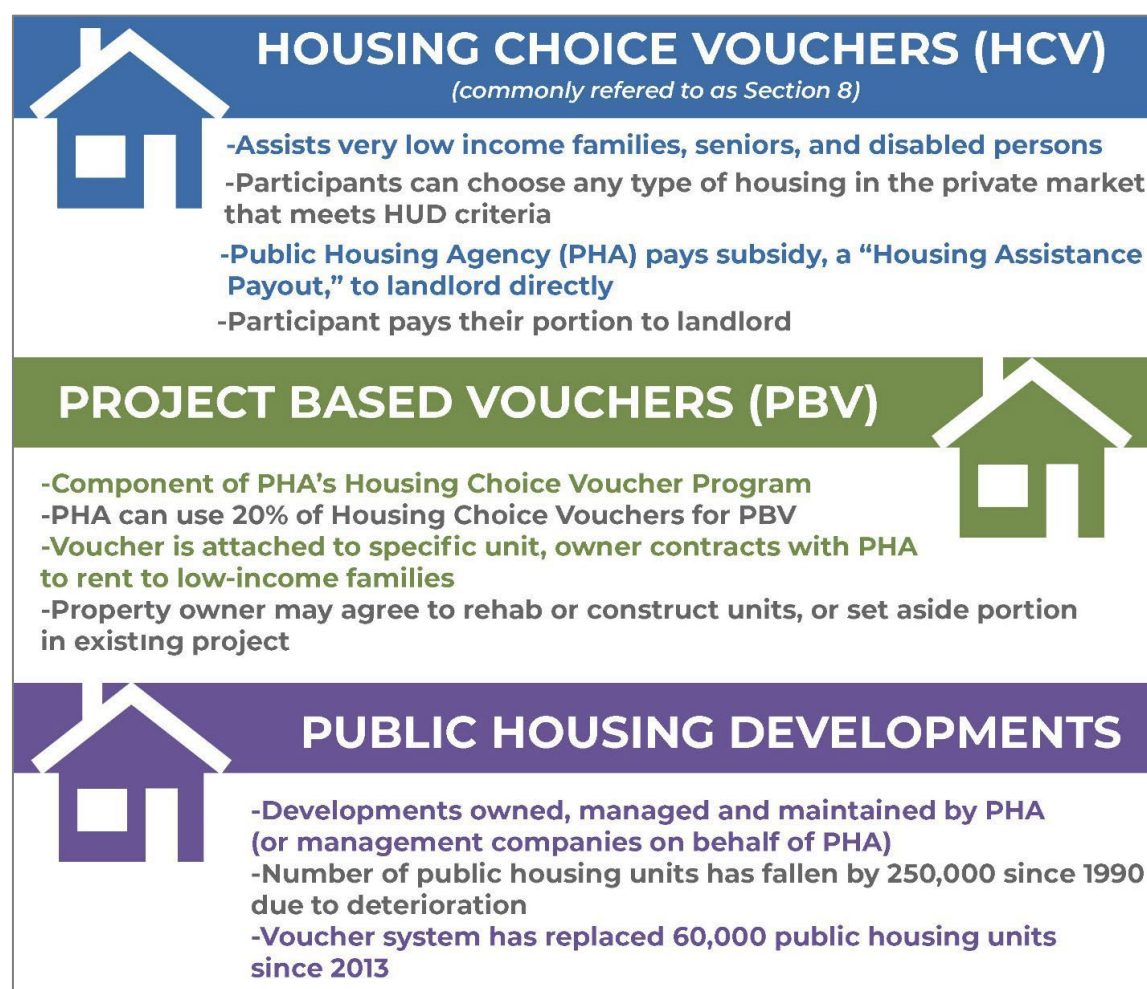 HOUSING CHOICE VOUCHERS (HCV)
(commonly refered to as Section 8)
-Assists very low income families, seniors, and disabled persons
-Participants can choose any type of housing in the private market
that meets HUD criteria
-Public Housing Agency (PHA) pays subsidy, a “Housing Assistance
Payout,” to landlord directly
-Participant pays their portion to landlord
PROJECT BASED VOUCHERS (PBV)
-Component of PHA’s Housing Choice Voucher Program
-PHA can use 20% of Housing Choice Vouchers for PBV
-Voucher is attached to specific unit, owner contracts with PHA
to rent to low-income families
-Property owner may agree to rehab or construct units, or set aside portion
in existing project
PUBLIC HOUSING DEVELOPMENTS
-Developments owned, managed and maintained by PHA
(or management companies on behalf of PHA)
-Number of public housing units has fallen by 250,000 since 1990
due to deterioration
-Voucher system has replaced 60,000 public housing units
since 2013